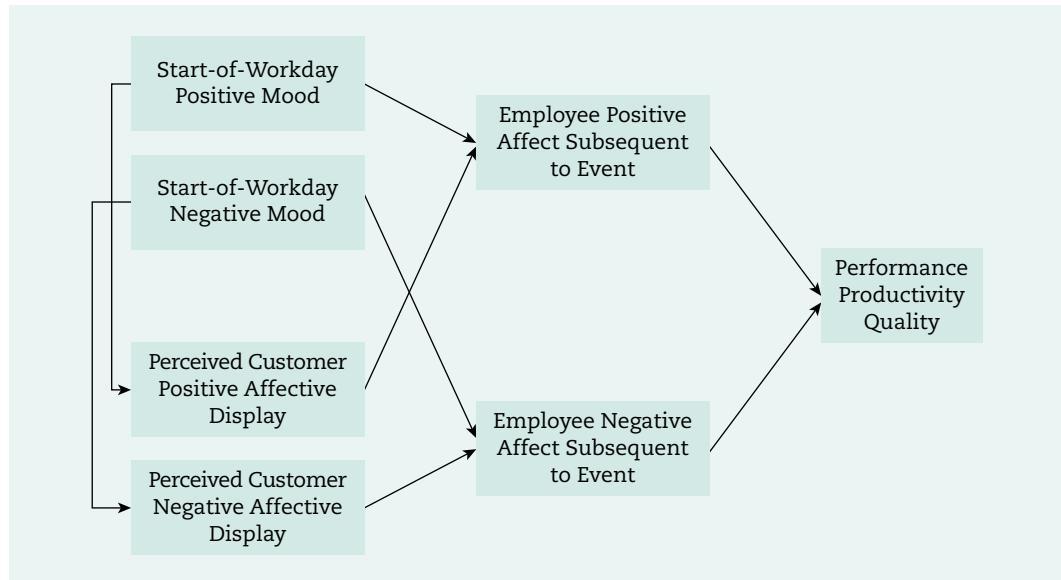 Start-of-Workday
Positive Mood
Start-of-Workday
Negative Mood
Perceived Customer
Positive Affective
Display
Perceived Customer
Negative Affective
Display
Employee Positive
Affect Subsequent
to Event
Employee Negative
Affect Subsequent
to Event
Performance
Productivity
Quality